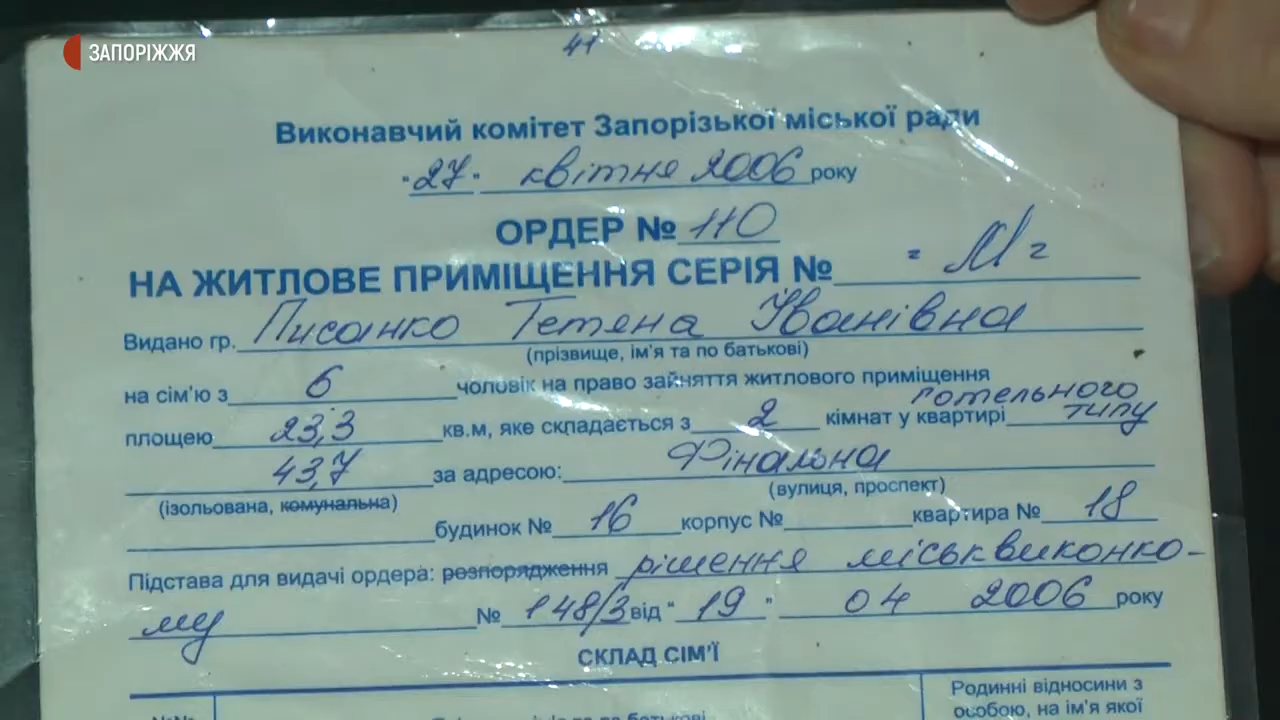 ЗАПОРІЖЖЯ
41
Виконавчий комітет Запорізької міської ради
"27" квітня 2006 року
ОРДЕР № 110
НА ЖИТЛОВЕ ПРИМІЩЕННЯ СЕРІЯ № "М"
Видано гр. Писанко Тетяна Іванівна
(прізвище, ім'я та по батькові)
на сім'ю з 6 чоловік на право зайняття житлового приміщення
готельного
площею 23,3 кв.м, яке складається з 2 кімнат у квартирі типу
43,7 за адресою: Фінальна
(ізольована, комунальна) (вулиця, проспект)
будинок № 16 корпус № квартира № 18
Підстава для видачі ордера: розпорядження рішення міськвиконко-
му № 148/3 від "19" 04 2006 року
СКЛАД СІМ'Ї
Родинні відносини з
особою, на ім'я якої